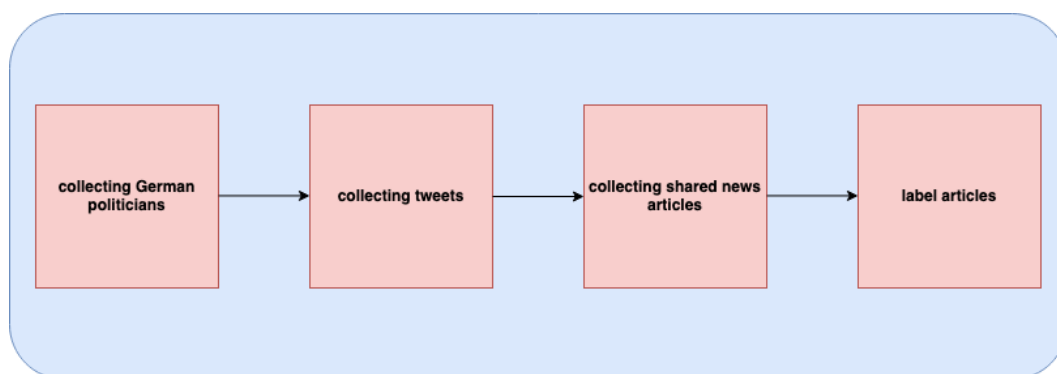 collecting German
politicians
collecting tweets
collecting shared news
articles
label articles